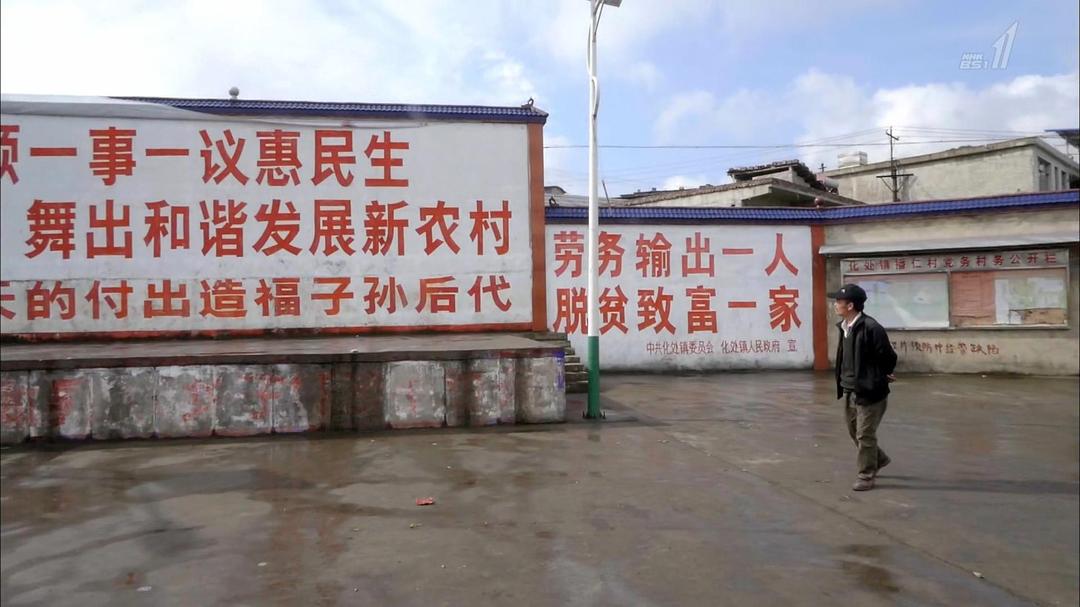 一事一议惠民生
舞出和谐发展新农村
的付出造福子孙后代
劳务输出一人
脱贫致富一家
中共化处镇委员会 化处镇人民政府 宣
化处镇播仁村党务村务公开栏
NHK
BS1
1